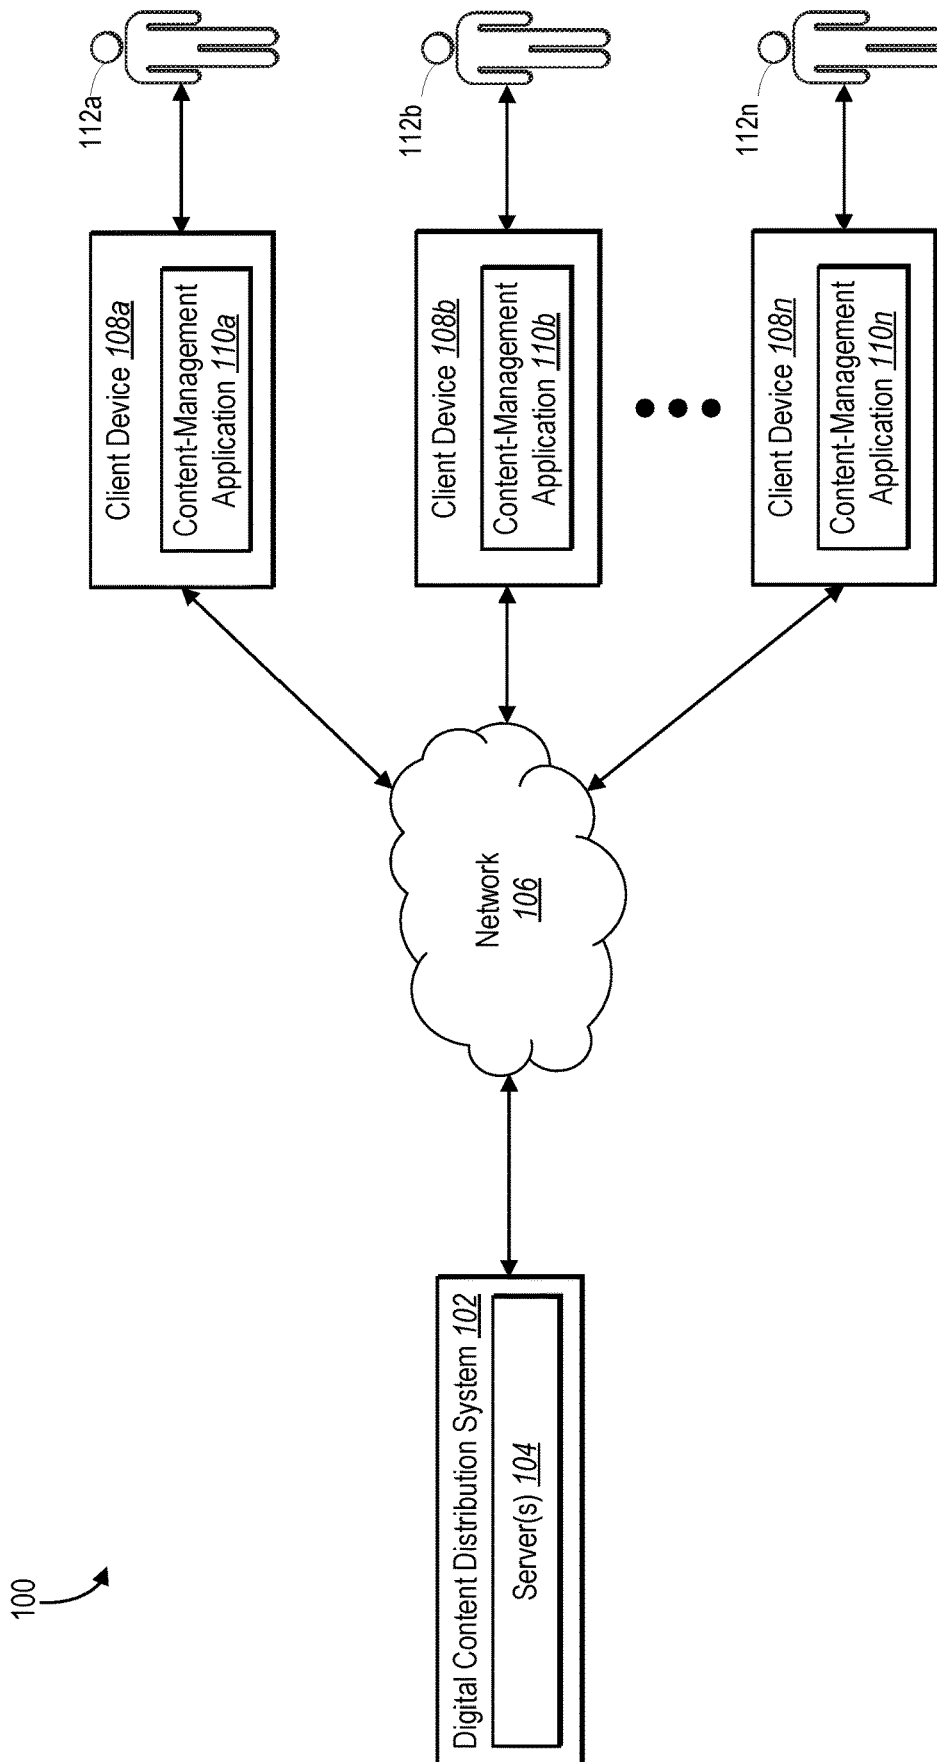 100
Digital Content Distribution System 102
Server(s) 104
Network
106
Client Device 108a
Content-Management
Application 110a
112a
Client Device 108b
Content-Management
Application 110b
112b
Client Device 108n
Content-Management
Application 110n
112n